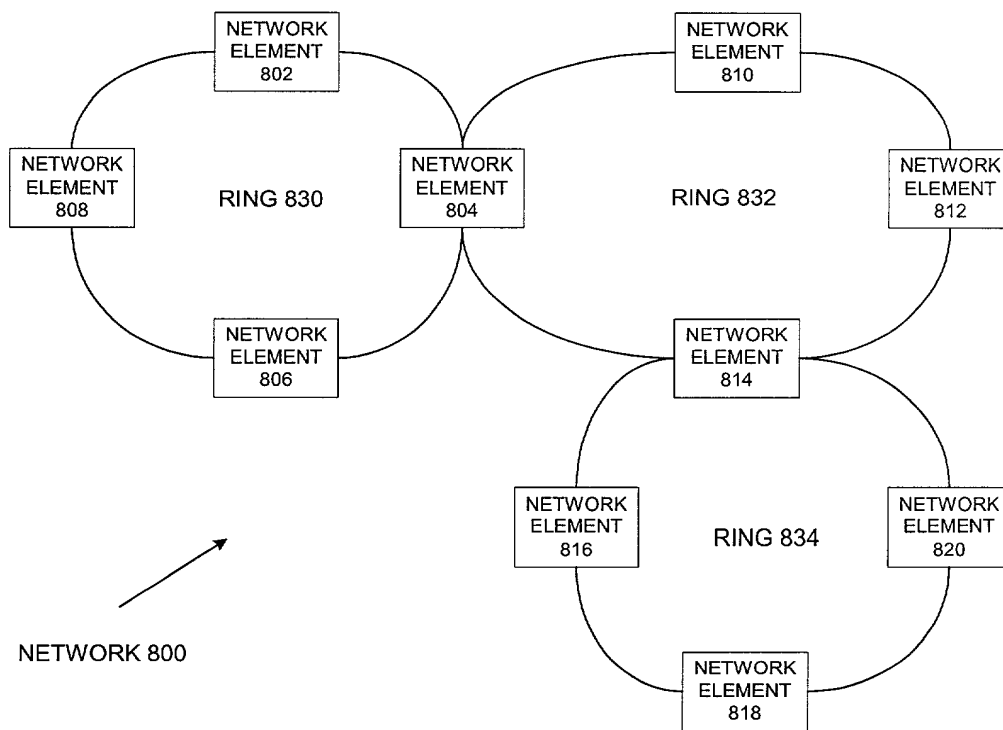 NETWORK
ELEMENT
802
NETWORK
ELEMENT
810
NETWORK
ELEMENT
808
RING 830
NETWORK
ELEMENT
804
RING 832
NETWORK
ELEMENT
812
NETWORK
ELEMENT
806
NETWORK
ELEMENT
814
NETWORK
ELEMENT
816
RING 834
NETWORK
ELEMENT
820
NETWORK 800
NETWORK
ELEMENT
818